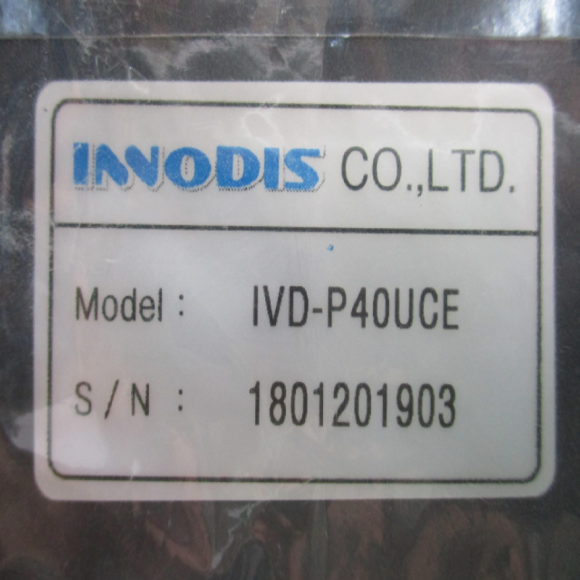 INNODIS CO.,LTD.
Model : IVD-P40UCE
S/N : 1801201903